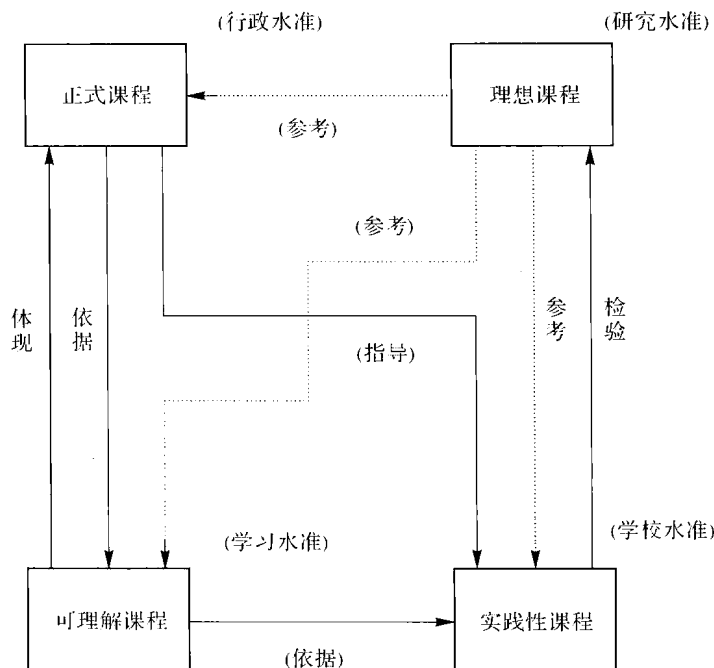 (行政水准)
(研究水准)
正式课程
理想课程
(参考)
(参考)
体现
依据
参考
检验
(指导)
(学习水准)
(学校水准)
可理解课程
实践性课程
(依据)